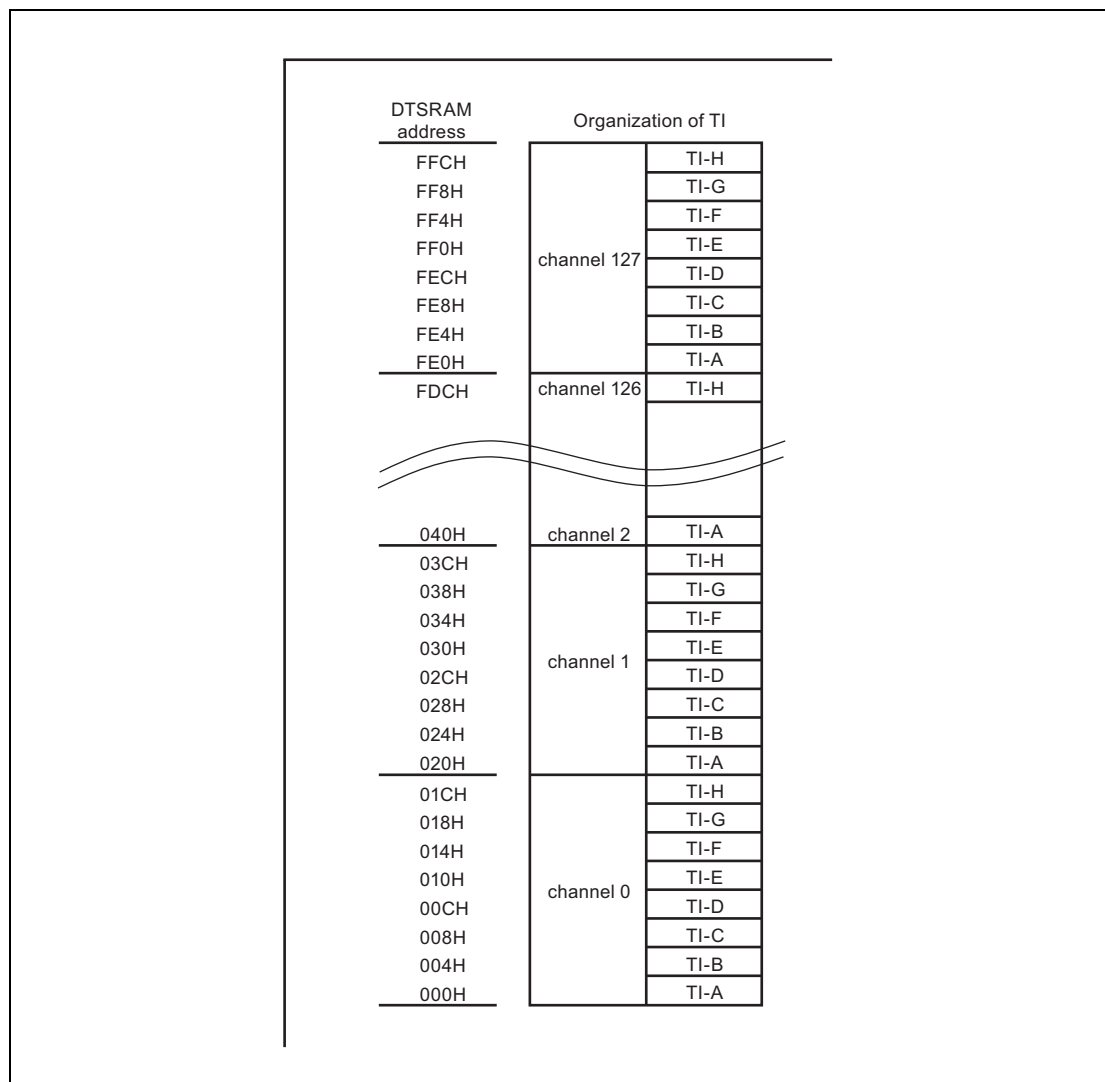 DTSRAM
address
Organization of TI
FFCH TI-H
FF8H TI-G
FF4H TI-F
FF0H TI-E
channel 127
FECH TI-D
FE8H TI-C
FE4H TI-B
FE0H TI-A
FDCH channel 126 TI-H
040H channel 2 TI-A
03CH TI-H
038H TI-G
034H TI-F
030H TI-E
channel 1
02CH TI-D
028H TI-C
024H TI-B
020H TI-A
01CH TI-H
018H TI-G
014H TI-F
010H TI-E
channel 0
00CH TI-D
008H TI-C
004H TI-B
000H TI-A